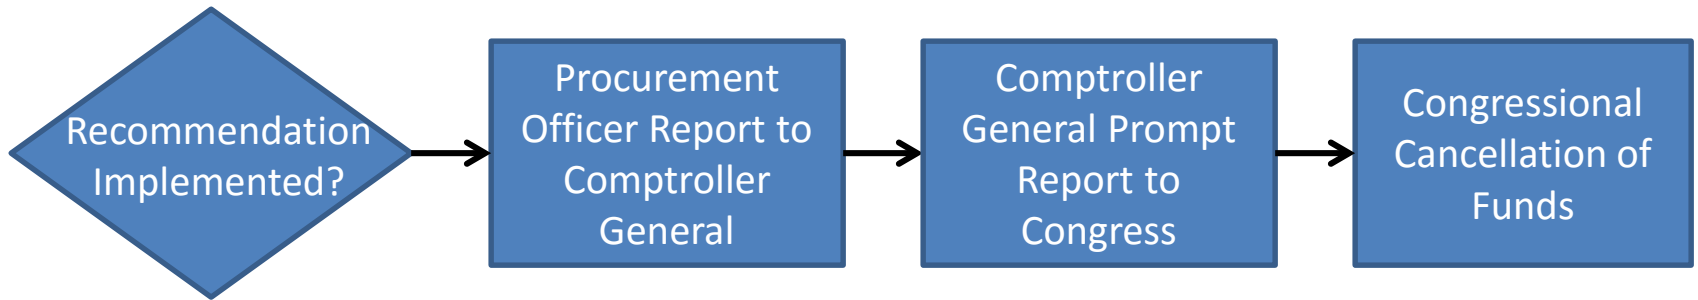 Recommendation
Implemented?
Procurement
Officer Report to
Comptroller
General
Comptroller
General Prompt
Report to
Congress
Congressional
Cancellation of
Funds